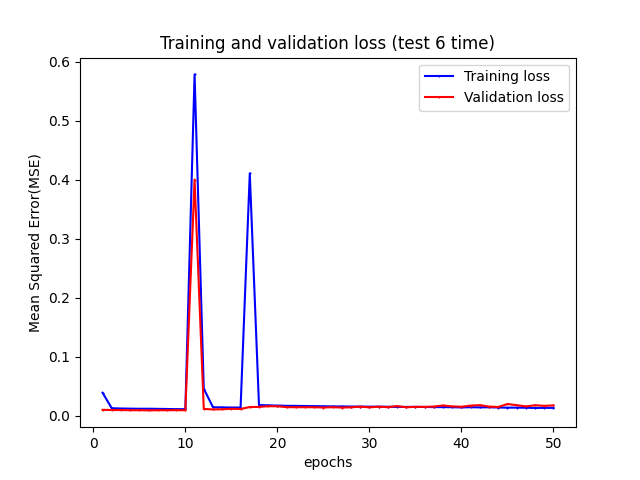 Training and validation loss (test 6 time)
Training loss
Validation loss
Mean Squared Error(MSE)
0.6
0.5
0.4
0.3
0.2
0.1
0.0
0 10 20 30 40 50
epochs